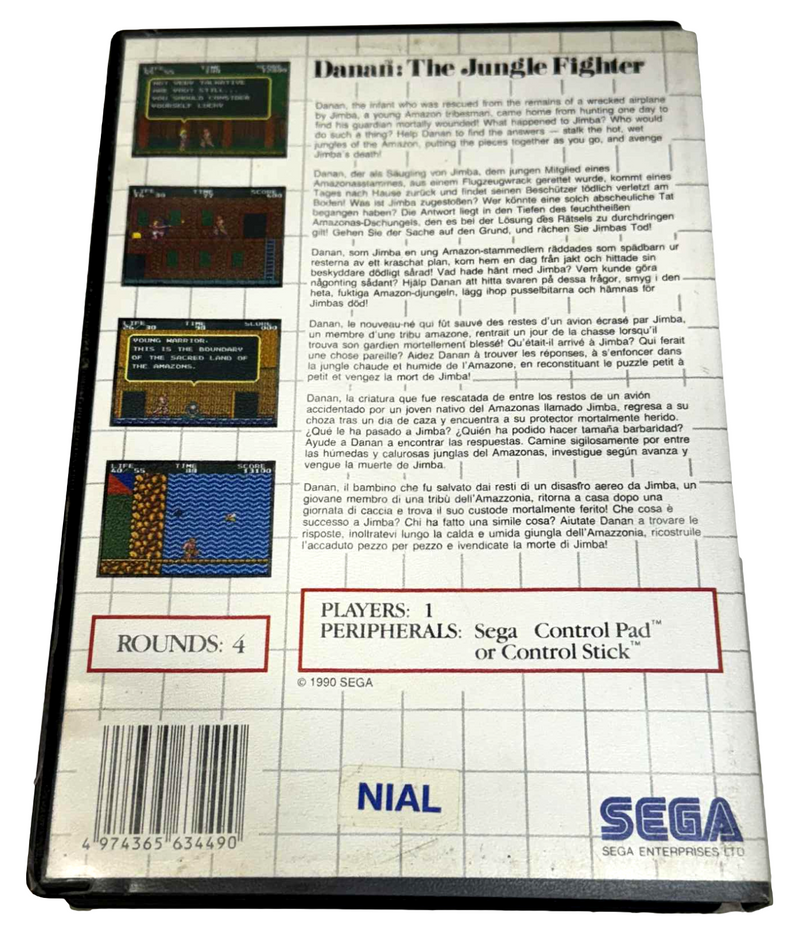 Danan: The Jungle Fighter
Danan, the infant who was rescued from the remains of a wrecked airplane
by Jimba, a young Amazon tribesman, came home from hunting one day to
find his guardian mortally wounded! What happened to Jimba? Who would
do such a thing? Help Danan to find the answers — stalk the hot, wet
jungles of the Amazon, putting the pieces together as you go, and avenge
Jimba's death!
Danan, der als Säugling von Jimba, dem jungen Mitglied eines
Amazonasstammes, aus einem Flugzeugwrack gerettet wurde, kommt eines
Tages nach Hause zurück und findet seinen Beschützer tödlich verletzt am
Boden! Was ist Jimba zugestoßen? Wer könnte eine solch abscheuliche Tat
begangen haben? Die Antwort liegt in den Tiefen des feuchtheißen
Amazonas-Dschungels, den es bei der Lösung des Rätsels zu durchdringen
gilt! Gehen Sie der Sache auf den Grund, und rächen Sie Jimbas Tod!
Danan, som Jimba en ung Amazon-stammedlem räddades som spädbarn ur
resterna av ett kraschat plan, kom hem en dag från jakt och hittade sin
beskyddare dödligt sårad! Vad hade hänt med Jimba? Vem kunde göra
någonting sådant? Hjälp Danan att hitta svaren på dessa frågor, smyg i den
heta, fuktiga Amazon-djungeln, lägg ihop pusselbitarna och hämnas för
Jimbas död!
Danan, le nouveau-né qui fût sauvé des restes d'un avion écrasé par Jimba,
un membre d'une tribu amazone, rentrait un jour de la chasse lorsqu'il
trouva son gardien mortellement blessé! Qu'était-il arrivé à Jimba? Qui ferait
une chose pareille? Aidez Danan à trouver les réponses, à s'enfoncer dans
la jungle chaude et humide de l'Amazone, en reconstituant le puzzle petit à
petit et vengez la mort de Jimba!
Danan, la criatura que fue rescatada de entre los restos de un avión
accidentado por un joven nativo del Amazonas llamado Jimba, regresa a su
choza tras un dia de caza y encuentra a su protector mortalmente herido.
¿Qué le ha pasado a Jimba? ¿Quién ha podido hacer tamaña barbaridad?
Ayude a Danan a encontrar las respuestas. Camine sigilosamente por entre
las húmedas y calurosas junglas del Amazonas, investigue según avanza y
vengue la muerte de Jimba.
Danan, il bambino che fu salvato dai resti di un disastro aereo da Jimba, un
giovane membro di una tribù dell'Amazzonia, ritorna a casa dopo una
giornata di caccia e trova il suo custode mortalmente ferito! Che cosa è
successo a Jimba? Chi ha fatto una simile cosa? Aiutate Danan a trovare le
risposte, inoltratevi lungo la calda e umida giungla dell'Amazzonia, ricostruile
l'accaduto pezzo per pezzo e ivendicate la morte di Jimba!
LIFE TIME SCORE
NOT VERY TALKATIVE
ARE YOU? STILL...
YOU SHOULD CONSIDER
YOURSELF LUCKY
LIFE TIME SCORE
LIFE TIME SCORE
YOUNG WARRIOR.
THIS IS THE BOUNDARY
OF THE SACRED LAND OF
THE AMAZONS.
LIFE TIME SCORE
ROUNDS: 4
PLAYERS: 1
PERIPHERALS: Sega Control Pad™
or Control Stick™
© 1990 SEGA
4 974365 634490
NIAL
SEGA
SEGA ENTERPRISES LTD.